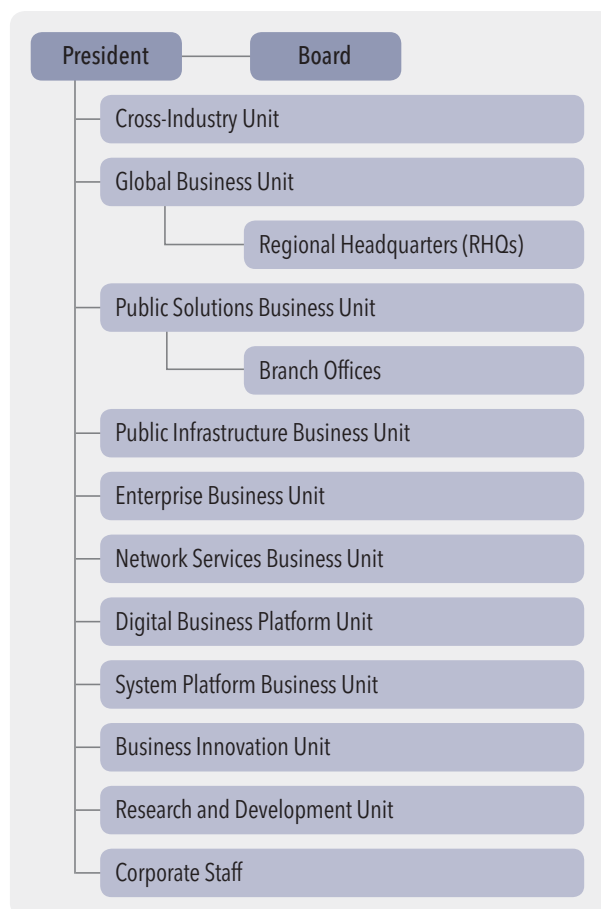 President
Board
Cross-Industry Unit
Global Business Unit
Regional Headquarters (RHQs)
Public Solutions Business Unit
Branch Offices
Public Infrastructure Business Unit
Enterprise Business Unit
Network Services Business Unit
Digital Business Platform Unit
System Platform Business Unit
Business Innovation Unit
Research and Development Unit
Corporate Staff